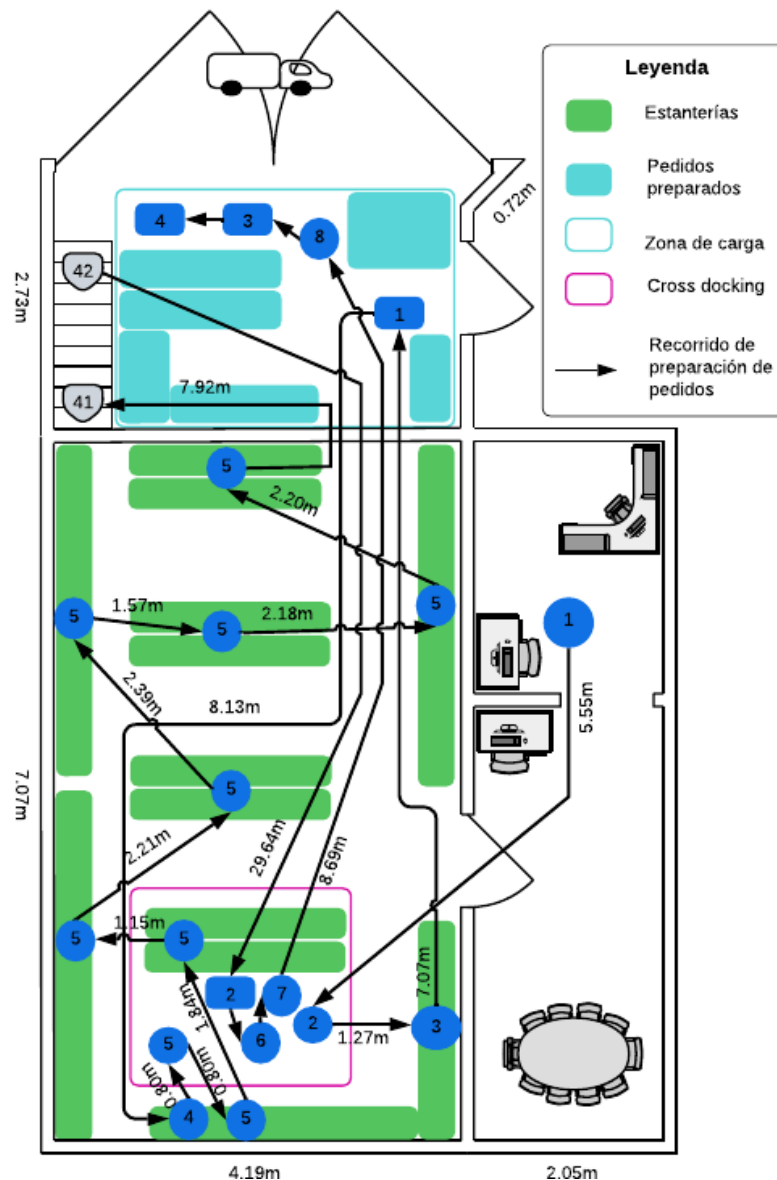 Leyenda
Estanterías
Pedidos
preparados
Zona de carga
Cross docking
Recorrido de
preparación de
pedidos
0.72m
4
3
8
42
1
2.73m
41
7.92m
5
2.20m
5
1.57m
5
2.18m
5
1
2.39m
8.13m
5.55m
5
7.07m
2.21m
29.64m
8.69m
5
1.15m
5
1.84m
2
7
2
1.27m
3
7.07m
6
5
0.80m
0.80m
4
5
4.19m
2.05m